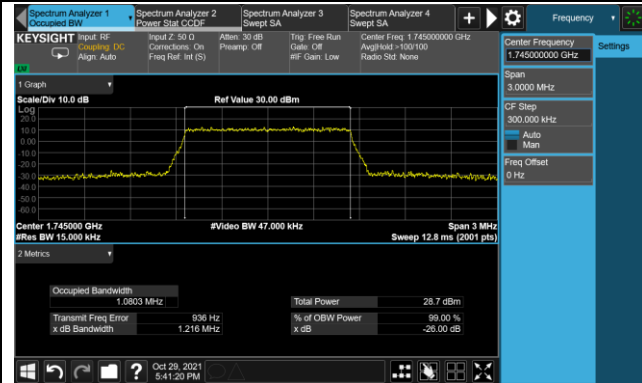 Spectrum Analyzer 1
Occupied BW
Spectrum Analyzer 2
Power Stat CCDF
Spectrum Analyzer 3
Swept SA
Spectrum Analyzer 4
Swept SA
+
Frequency
KEYSIGHT
Input: RF
Coupling: DC
Align: Auto
Input Z: 50 Ω
Corrections: On
Freq Ref: Int (S)
Atten: 30 dB
Preamp: Off
Trig: Free Run
Gate: Off
#IF Gain: Low
Center Freq: 1.745000000 GHz
Avg|Hold:>100/100
Radio Std: None
Center Frequency
1.745000000 GHz
Settings
Span
3.0000 MHz
CF Step
300.000 kHz
Auto
Man
Freq Offset
0 Hz
1 Graph
Scale/Div 10.0 dB
Ref Value 30.00 dBm
Log
20.0
10.0
0.00
-10.0
-20.0
-30.0
-40.0
-50.0
-60.0
Center 1.745000 GHz
#Video BW 47.000 kHz
Span 3 MHz
#Res BW 15.000 kHz
Sweep 12.8 ms (2001 pts)
2 Metrics
Occupied Bandwidth
1.0803 MHz
Total Power
28.7 dBm
Transmit Freq Error
936 Hz
% of OBW Power
99.00 %
x dB Bandwidth
1.216 MHz
x dB
-26.00 dB
?
Oct 29, 2021
5:41:20 PM